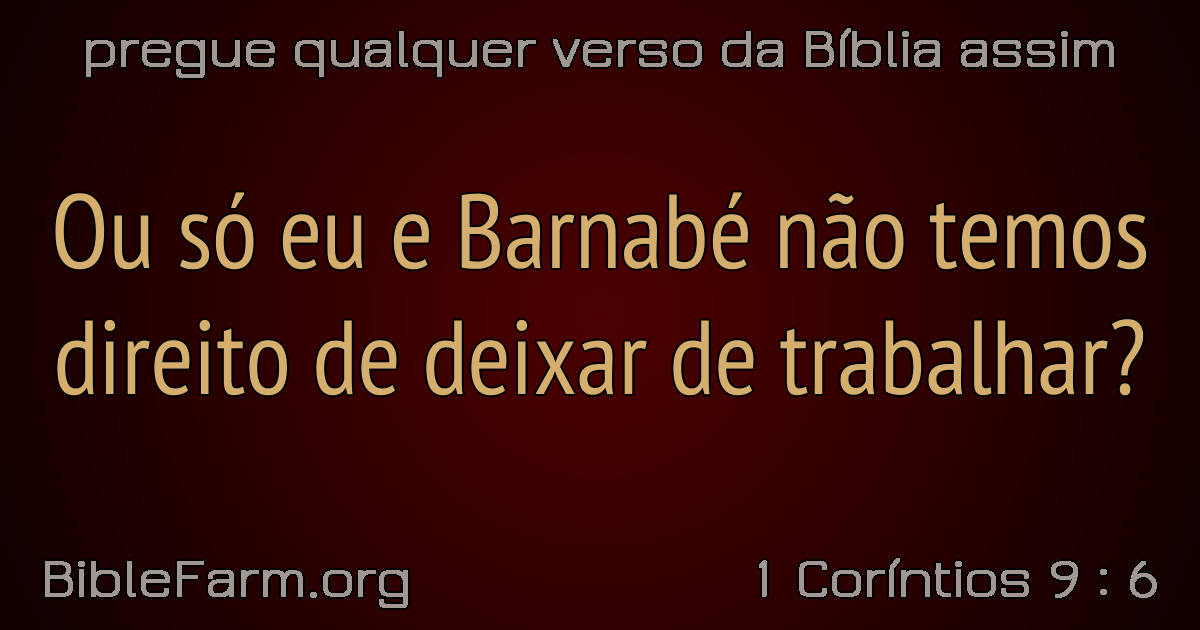 pregue qualquer verso da Bíblia assim
Ou só eu e Barnabé não temos
direito de deixar de trabalhar?
BibleFarm.org
1 Coríntios 9 : 6